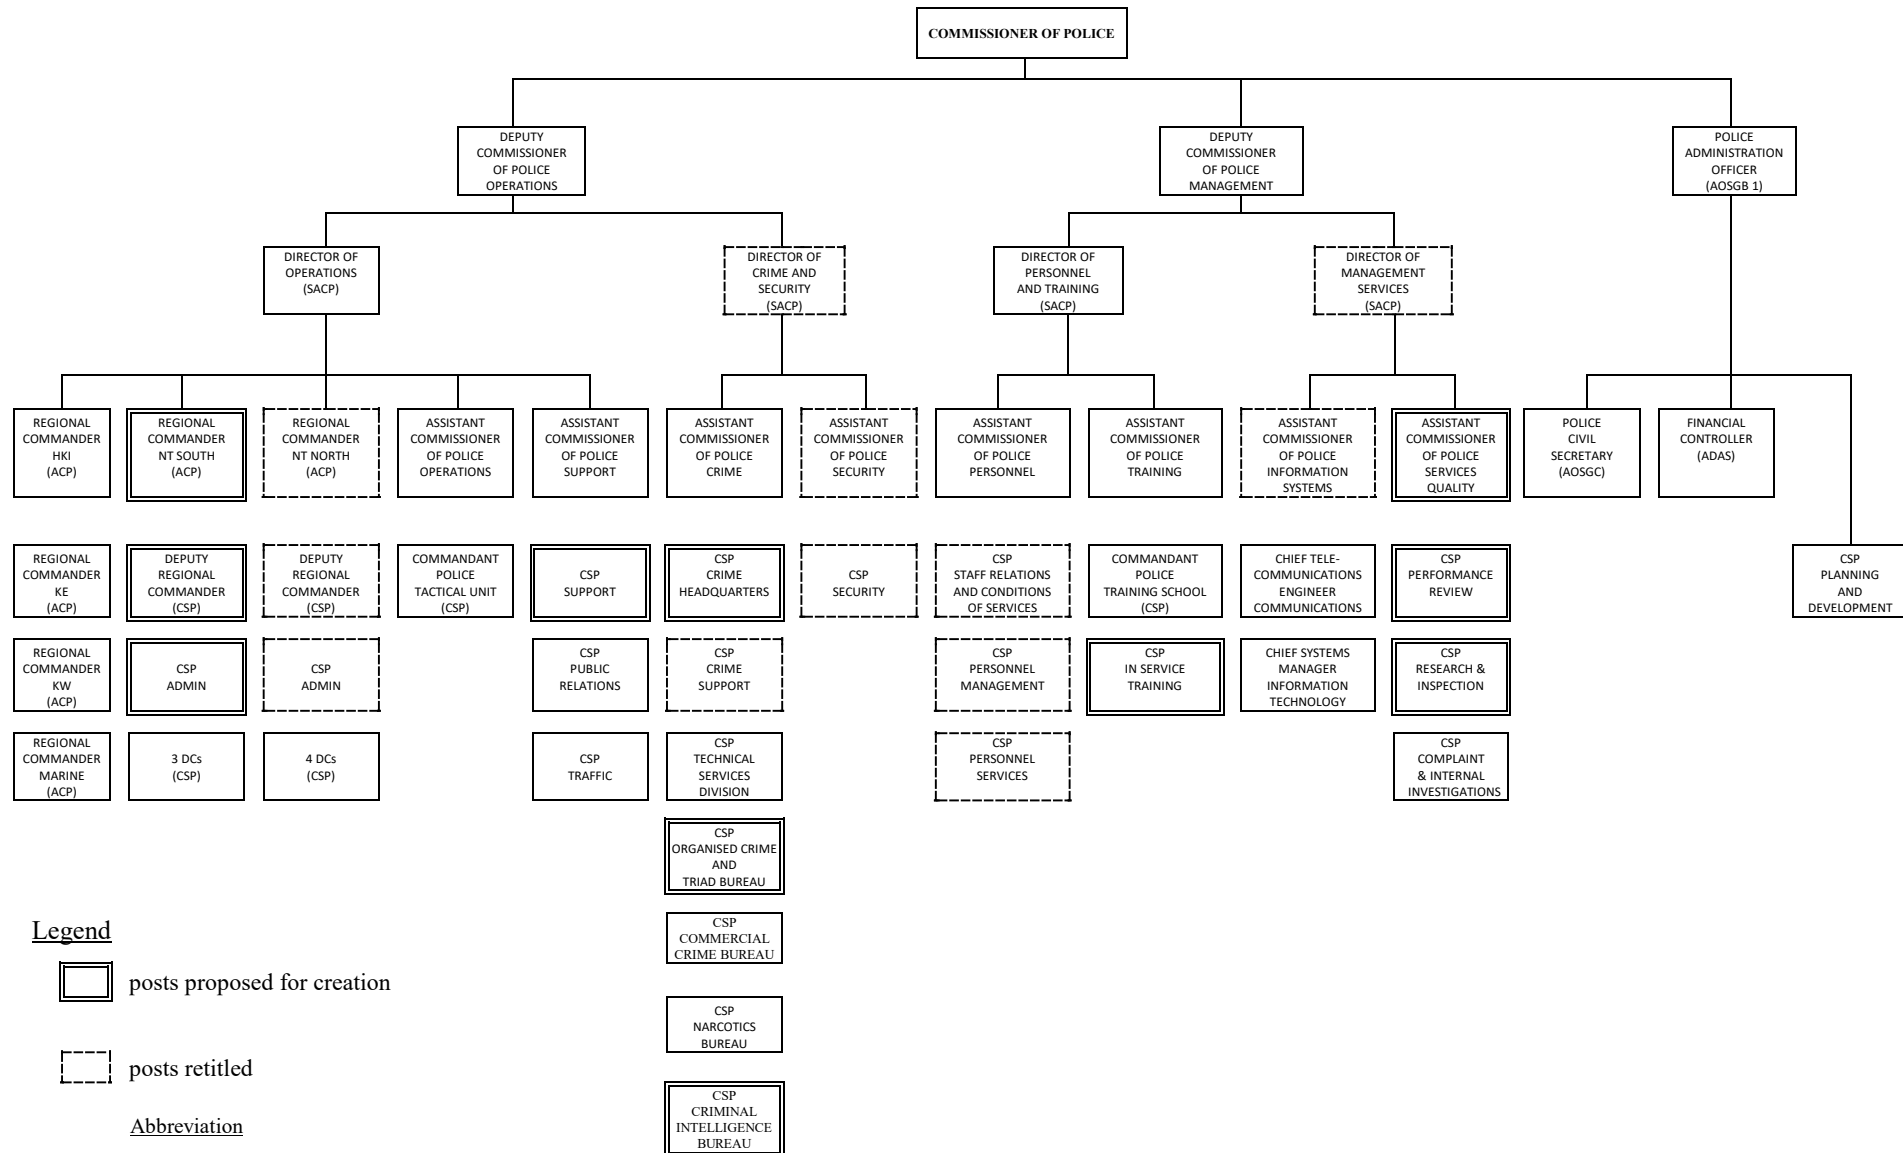 COMMISSIONER OF POLICE
DEPUTY
COMMISSIONER
OF POLICE
OPERATIONS
DEPUTY
COMMISSIONER
OF POLICE
MANAGEMENT
POLICE
ADMINISTRATION
OFFICER
(AOSGB 1)
DIRECTOR OF
OPERATIONS
(SACP)
DIRECTOR OF
CRIME AND
SECURITY
(SACP)
DIRECTOR OF
PERSONNEL
AND TRAINING
(SACP)
DIRECTOR OF
MANAGEMENT
SERVICES
(SACP)
REGIONAL
COMMANDER
HKI
(ACP)
REGIONAL
COMMANDER
NT SOUTH
(ACP)
REGIONAL
COMMANDER
NT NORTH
(ACP)
ASSISTANT
COMMISSIONER
OF POLICE
OPERATIONS
ASSISTANT
COMMISSIONER
OF POLICE
SUPPORT
ASSISTANT
COMMISSIONER
OF POLICE
CRIME
ASSISTANT
COMMISSIONER
OF POLICE
SECURITY
ASSISTANT
COMMISSIONER
OF POLICE
PERSONNEL
ASSISTANT
COMMISSIONER
OF POLICE
TRAINING
ASSISTANT
COMMISSIONER
OF POLICE
INFORMATION
SYSTEMS
ASSISTANT
COMMISSIONER
OF POLICE
SERVICES
QUALITY
POLICE
CIVIL
SECRETARY
(AOSGC)
FINANCIAL
CONTROLLER
(ADAS)
REGIONAL
COMMANDER
KE
(ACP)
DEPUTY
REGIONAL
COMMANDER
(CSP)
DEPUTY
REGIONAL
COMMANDER
(CSP)
COMMANDANT
POLICE
TACTICAL UNIT
(CSP)
CSP
SUPPORT
CSP
CRIME
HEADQUARTERS
CSP
SECURITY
CSP
STAFF RELATIONS
AND CONDITIONS
OF SERVICES
COMMANDANT
POLICE
TRAINING SCHOOL
(CSP)
CHIEF TELE-
COMMUNICATIONS
ENGINEER
COMMUNICATIONS
CSP
PERFORMANCE
REVIEW
CSP
PLANNING
AND
DEVELOPMENT
REGIONAL
COMMANDER
KW
(ACP)
CSP
ADMIN
CSP
ADMIN
CSP
PUBLIC
RELATIONS
CSP
CRIME
SUPPORT
CSP
PERSONNEL
MANAGEMENT
CSP
IN SERVICE
TRAINING
CHIEF SYSTEMS
MANAGER
INFORMATION
TECHNOLOGY
CSP
RESEARCH &
INSPECTION
REGIONAL
COMMANDER
MARINE
(ACP)
3 DCs
(CSP)
4 DCs
(CSP)
CSP
TRAFFIC
CSP
TECHNICAL
SERVICES
DIVISION
CSP
PERSONNEL
SERVICES
CSP
COMPLAINT
& INTERNAL
INVESTIGATIONS
CSP
ORGANISED CRIME
AND
TRIAD BUREAU
CSP
COMMERCIAL
CRIME BUREAU
CSP
NARCOTICS
BUREAU
CSP
CRIMINAL
INTELLIGENCE
BUREAU
Legend
posts proposed for creation
posts retitled
Abbreviation